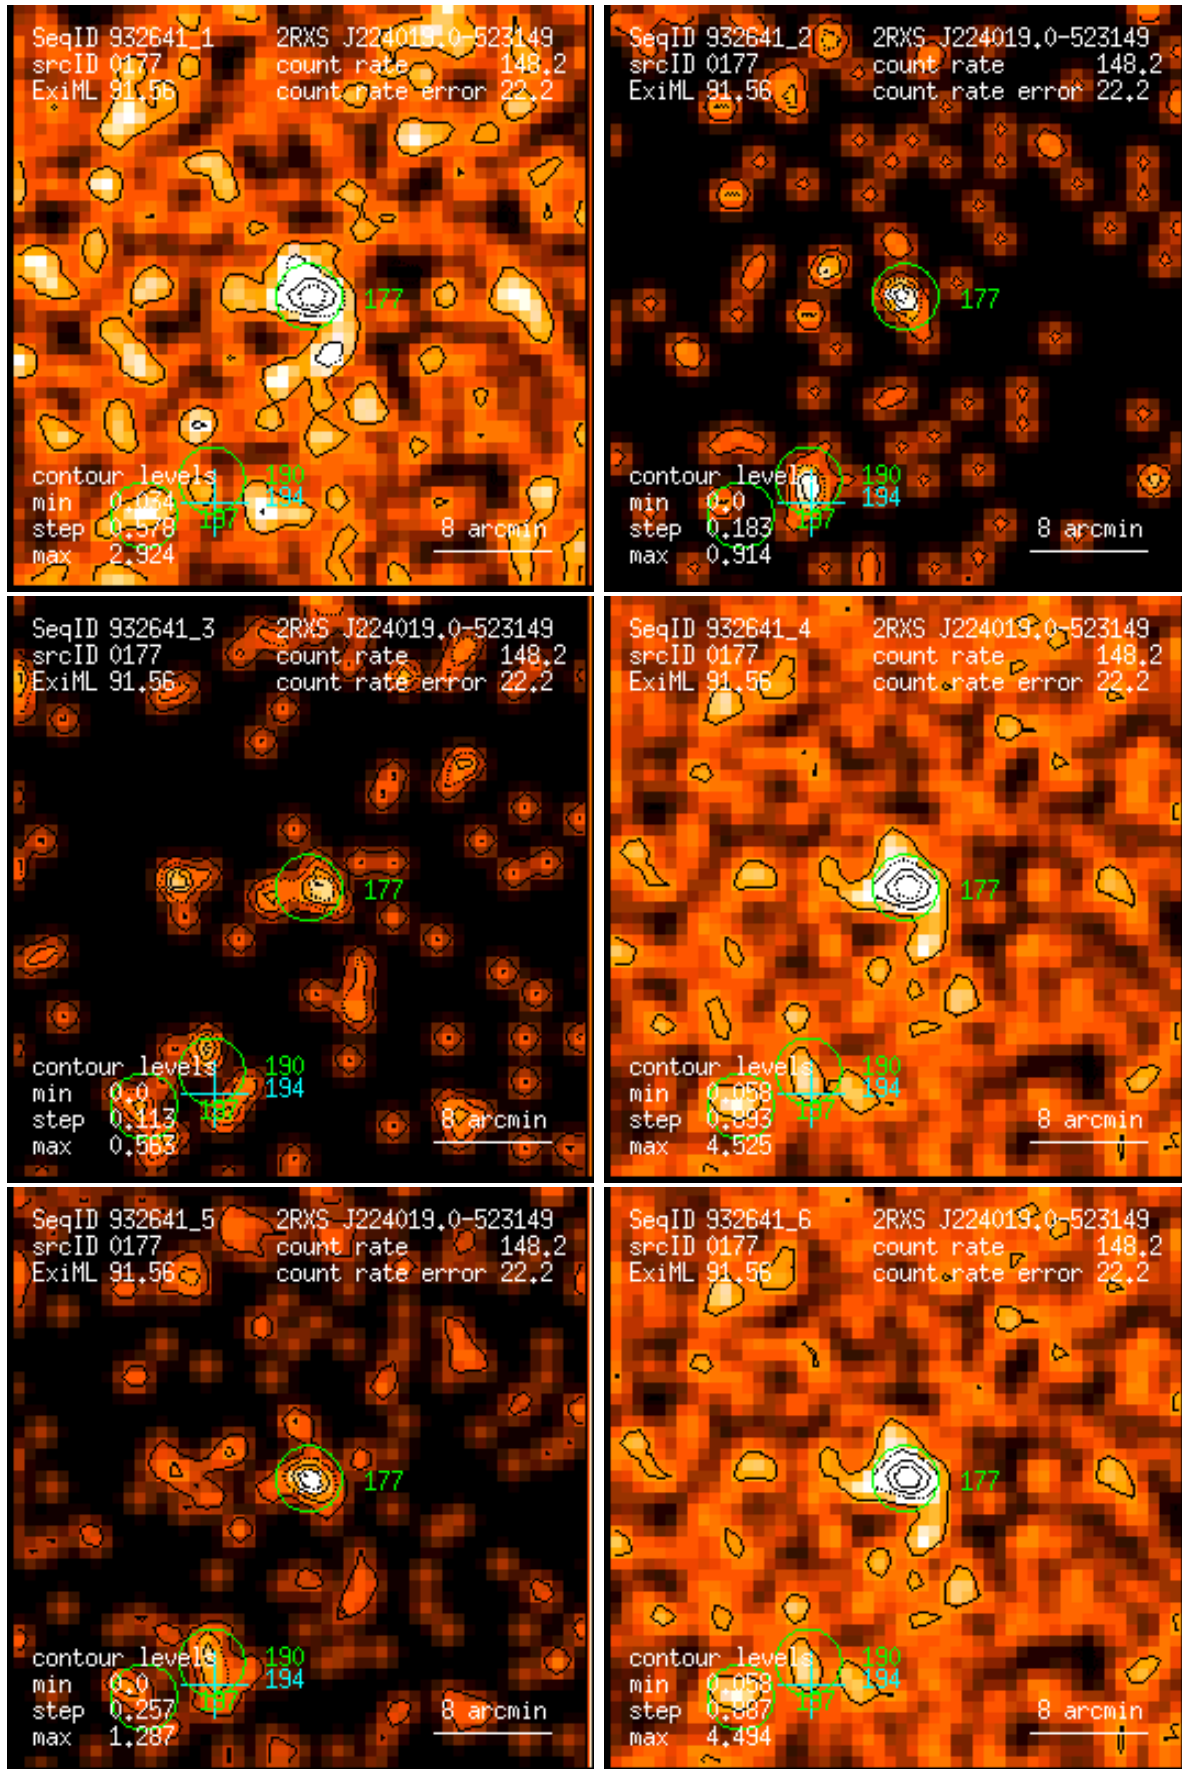 SeqID 932641_1 2RXS J224019.0-523149
srcID 0177 count rate 148.2
ExiML 91.56 count rate error 22.2
177
contour levels 190
min 0.034 194
step 0.578 197 8 arcmin
max 2.924
SeqID 932641_2 2RXS J224019.0-523149
srcID 0177 count rate 148.2
ExiML 91.56 count rate error 22.2
177
contour levels 190
min 0.0 194
step 0.183 197 8 arcmin
max 0.914
SeqID 932641_3 2RXS J224019.0-523149
srcID 0177 count rate 148.2
ExiML 91.56 count rate error 22.2
177
contour levels 190
min 0.0 194
step 0.113 197 8 arcmin
max 0.563
SeqID 932641_4 2RXS J224019.0-523149
srcID 0177 count rate 148.2
ExiML 91.56 count rate error 22.2
177
contour levels 190
min 0.058 194
step 0.893 197 8 arcmin
max 4.525
SeqID 932641_5 2RXS J224019.0-523149
srcID 0177 count rate 148.2
ExiML 91.56 count rate error 22.2
177
contour levels 190
min 0.0 194
step 0.257 197 8 arcmin
max 1.287
SeqID 932641_6 2RXS J224019.0-523149
srcID 0177 count rate 148.2
ExiML 91.56 count rate error 22.2
177
contour levels 190
min 0.058 194
step 0.887 197 8 arcmin
max 4.494